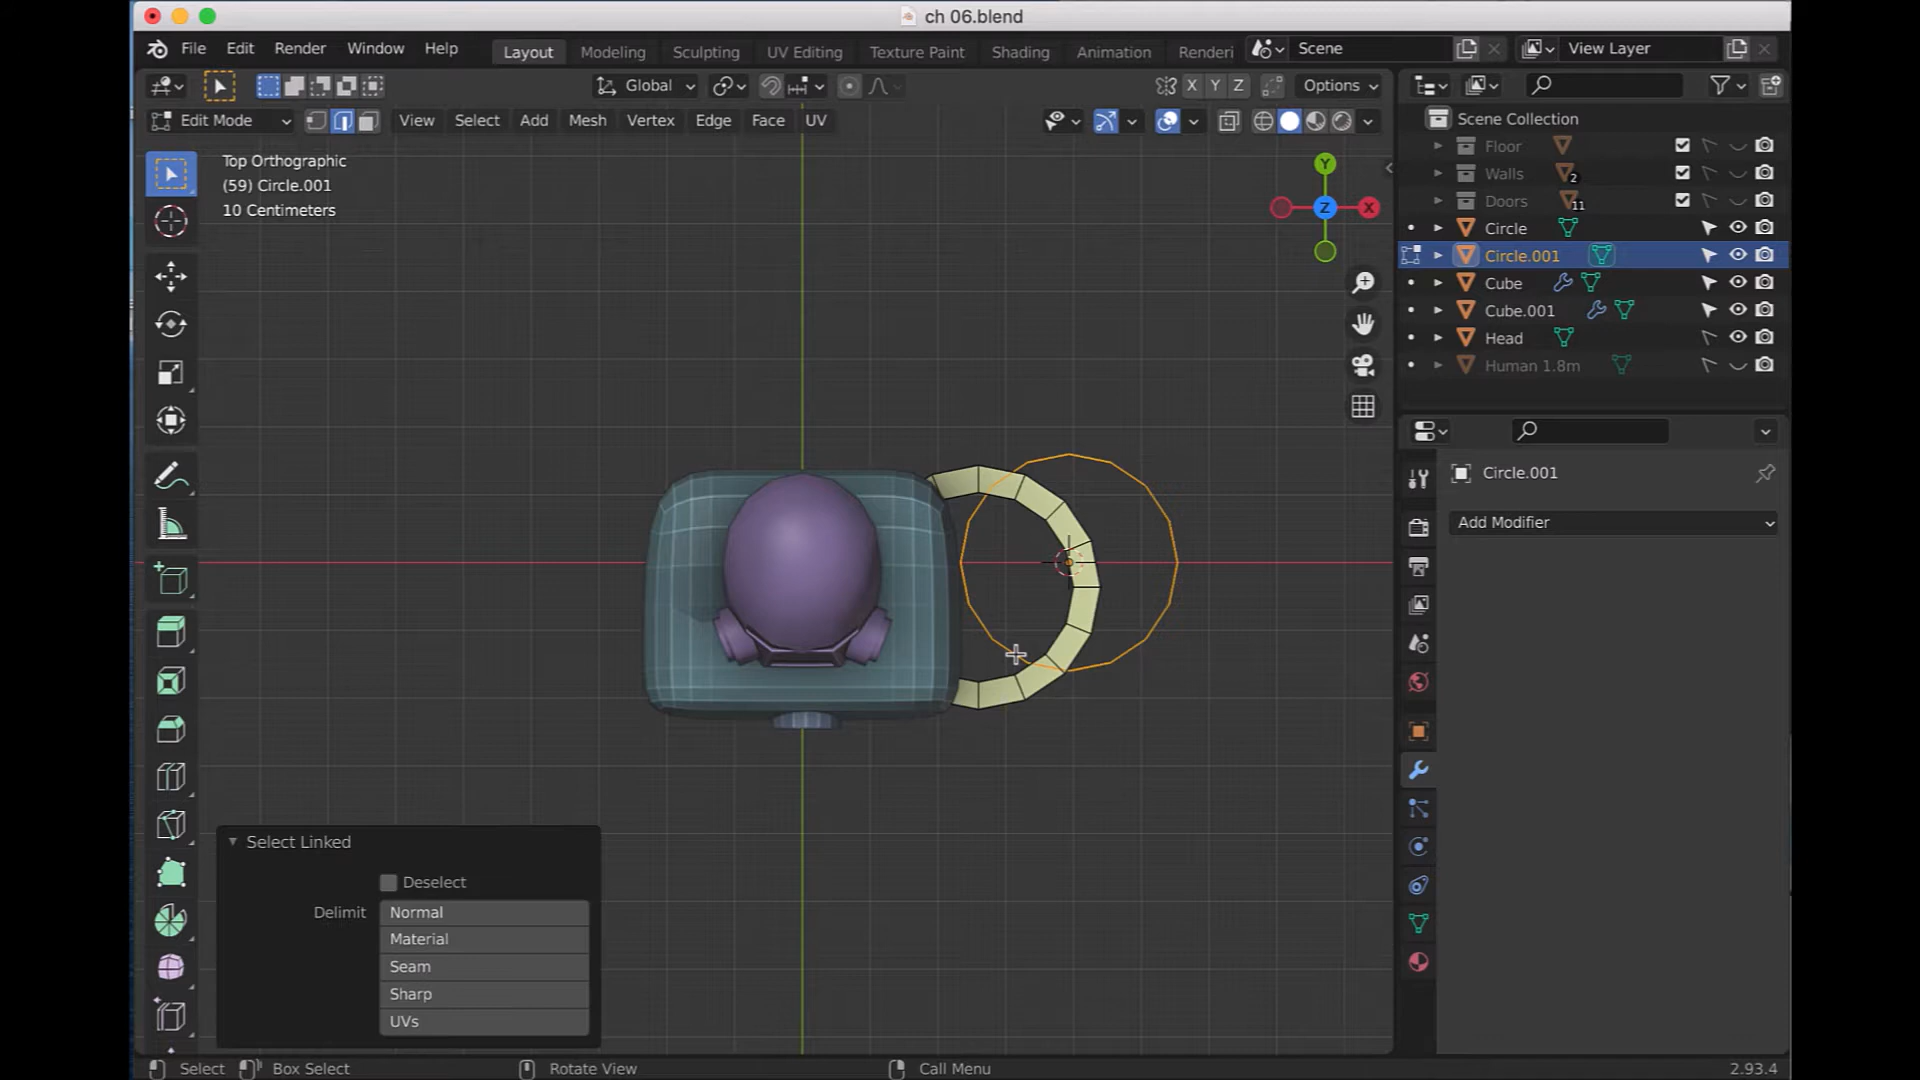 ch 06.blend
File Edit Render Window Help Layout Modeling Sculpting UV Editing Texture Paint Shading Animation Renderi Scene View Layer
Global X Y Z Options
Edit Mode View Select Add Mesh Vertex Edge Face UV
Scene Collection
Top Orthographic
(59) Circle.001
10 Centimeters
Y
X
Z
Floor
Walls 2
Doors 11
Circle
Circle.001
Cube
Cube.001
Head
Human 1.8m
Circle.001
Add Modifier
Select Linked
Deselect
Delimit Normal
Material
Seam
Sharp
UVs
Select Box Select Rotate View Call Menu 2.93.4